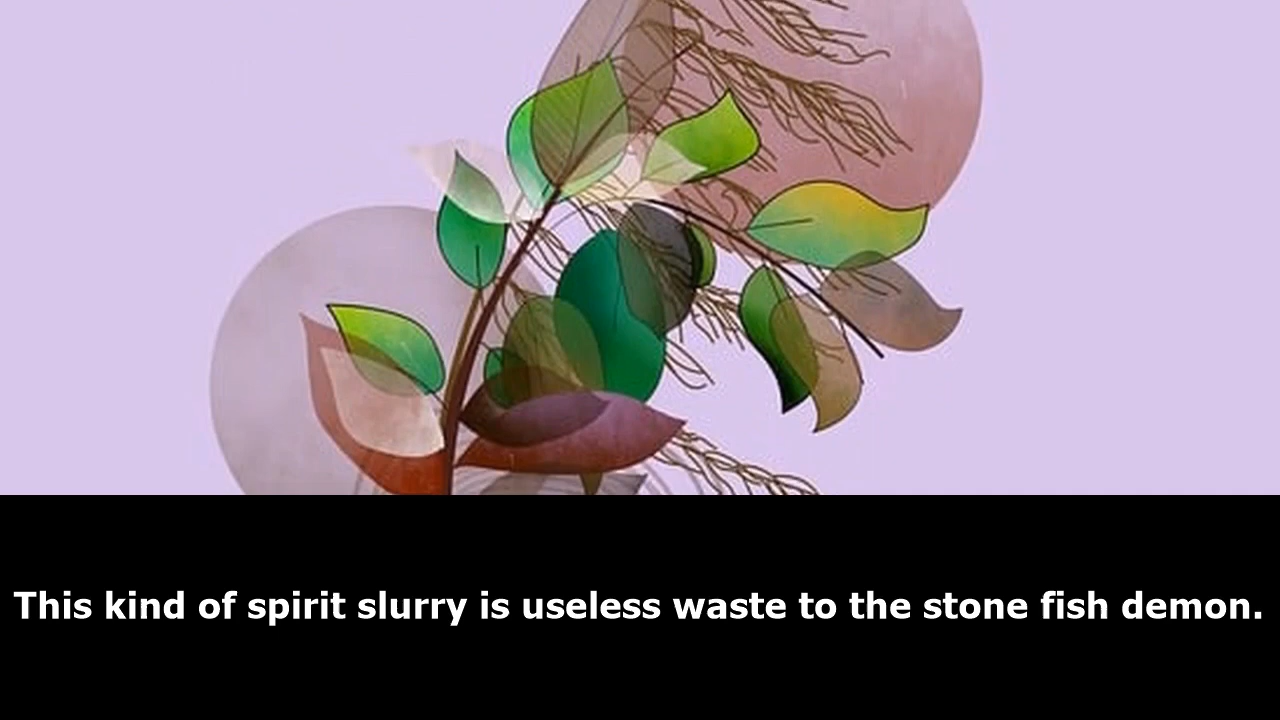 This kind of spirit slurry is useless waste to the stone fish demon.